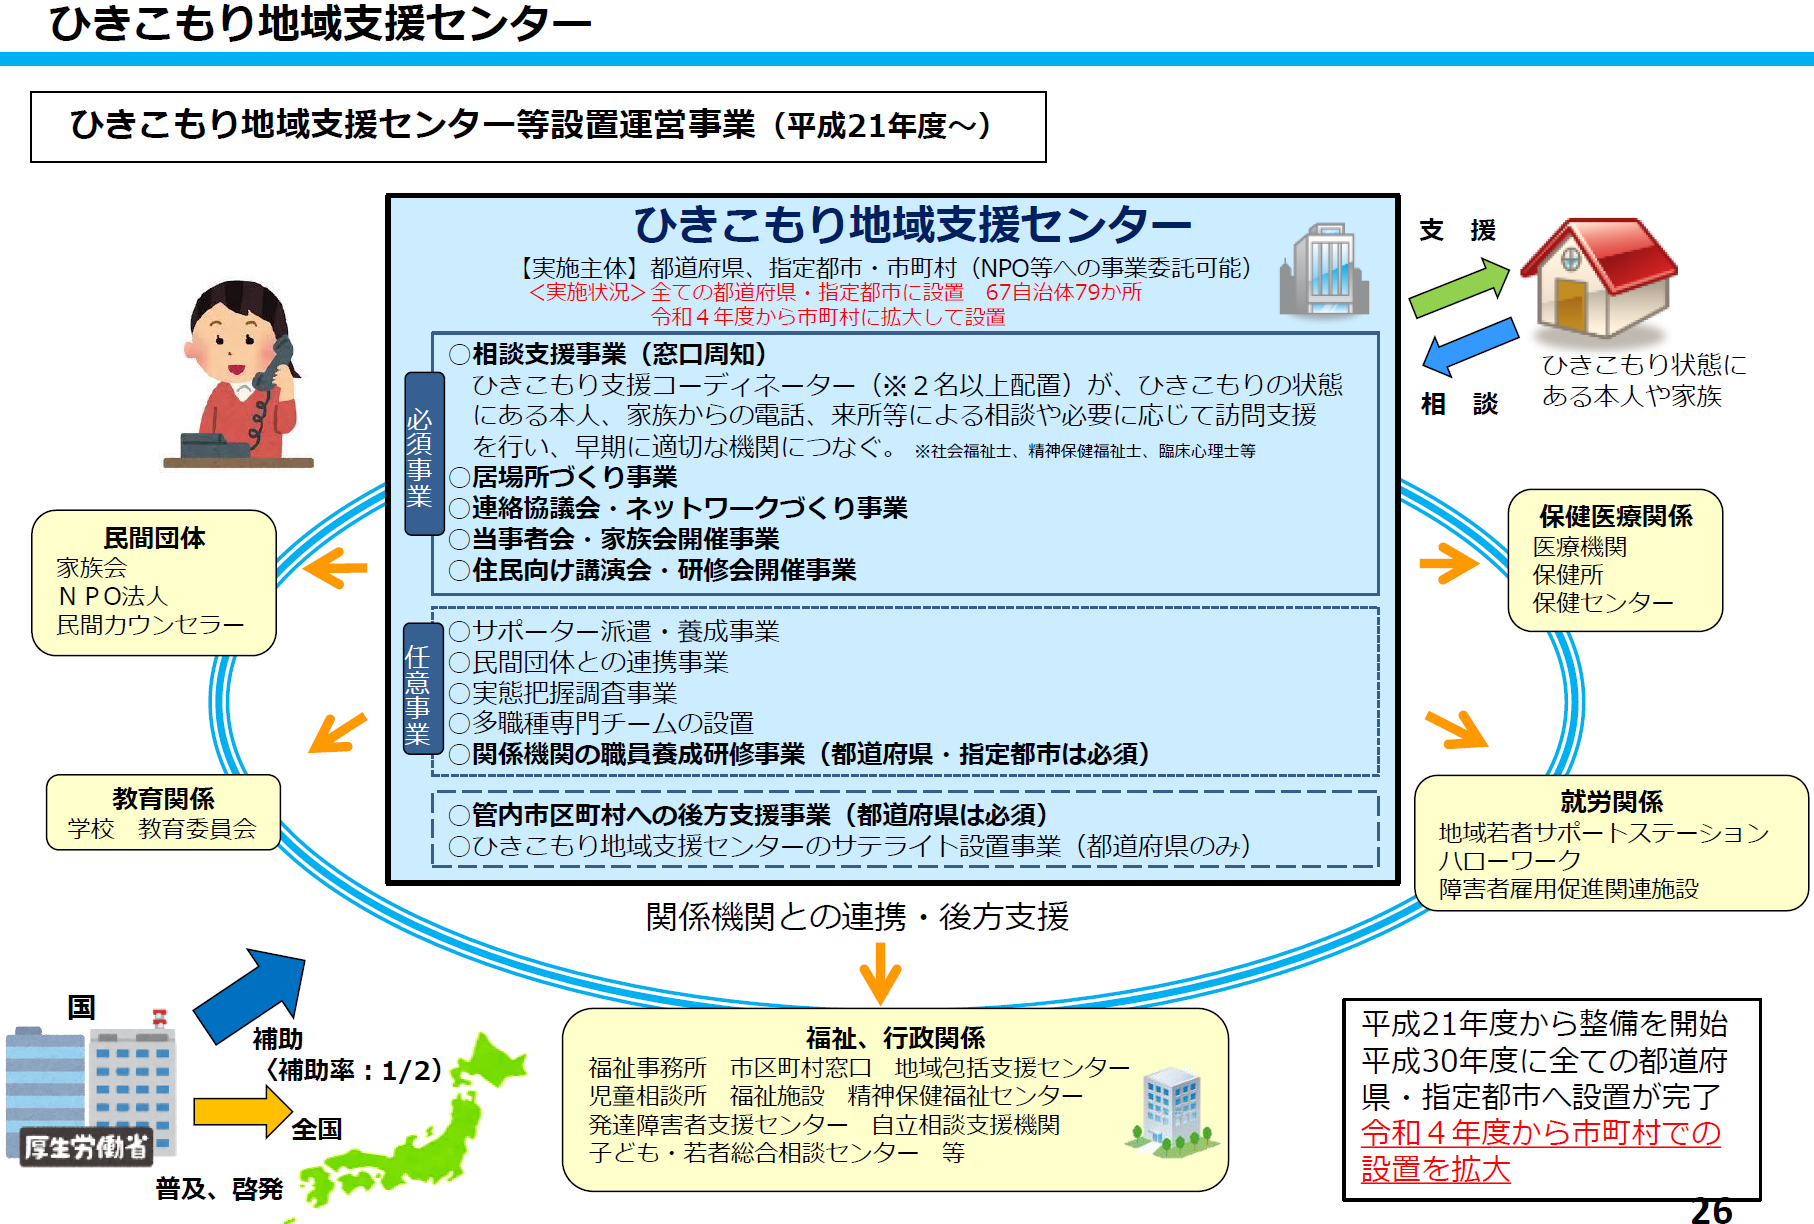 ひきこもり地域支援センター
ひきこもり地域支援センター等設置運営事業（平成21年度～）
ひきこもり地域支援センター
【実施主体】都道府県、指定都市・市町村（NPO等への事業委託可能）
＜実施状況＞全ての都道府県・指定都市に設置　67自治体79か所
令和４年度から市町村に拡大して設置
必須事業
○相談支援事業（窓口周知）
ひきこもり支援コーディネーター（※２名以上配置）が、ひきこもりの状態
にある本人、家族からの電話、来所等による相談や必要に応じて訪問支援
を行い、早期に適切な機関につなぐ。 ※社会福祉士、精神保健福祉士、臨床心理士等
○居場所づくり事業
○連絡協議会・ネットワークづくり事業
○当事者会・家族会開催事業
○住民向け講演会・研修会開催事業
任意事業
○サポーター派遣・養成事業
○民間団体との連携事業
○実態把握調査事業
○多職種専門チームの設置
○関係機関の職員養成研修事業（都道府県・指定都市は必須）
○管内市区町村への後方支援事業（都道府県は必須）
○ひきこもり地域支援センターのサテライト設置事業（都道府県のみ）
支　援
相　談
ひきこもり状態に
ある本人や家族
民間団体
家族会
ＮＰＯ法人
民間カウンセラー
教育関係
学校　教育委員会
保健医療関係
医療機関
保健所
保健センター
就労関係
地域若者サポートステーション
ハローワーク
障害者雇用促進関連施設
関係機関との連携・後方支援
福祉、行政関係
福祉事務所　市区町村窓口　地域包括支援センター
児童相談所　福祉施設　精神保健福祉センター
発達障害者支援センター　自立相談支援機関
子ども・若者総合相談センター　等
国
厚生労働省
補助
〈補助率：1/2）
全国
普及、啓発
平成21年度から整備を開始
平成30年度に全ての都道府
県・指定都市へ設置が完了
令和４年度から市町村での
設置を拡大
26